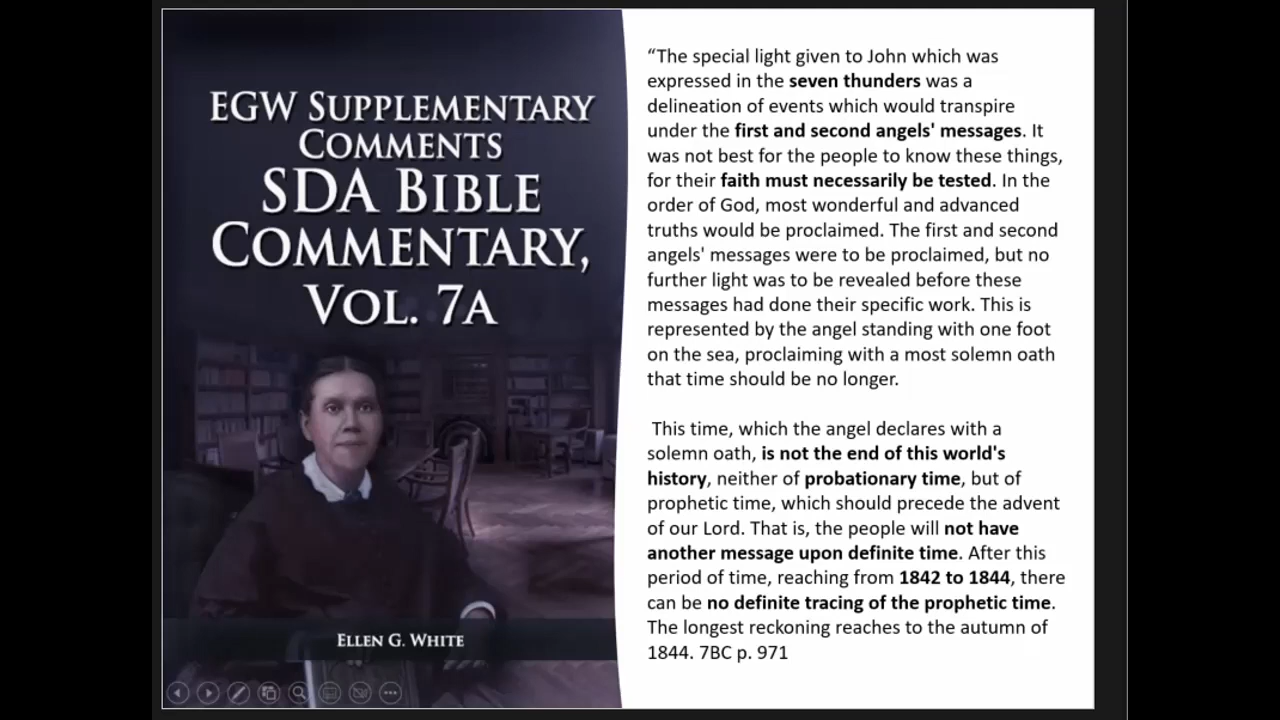 EGW Supplementary
Comments
SDA Bible
Commentary,
Vol. 7A
Ellen G. White
“The special light given to John which was
expressed in the seven thunders was a
delineation of events which would transpire
under the first and second angels' messages. It
was not best for the people to know these things,
for their faith must necessarily be tested. In the
order of God, most wonderful and advanced
truths would be proclaimed. The first and second
angels' messages were to be proclaimed, but no
further light was to be revealed before these
messages had done their specific work. This is
represented by the angel standing with one foot
on the sea, proclaiming with a most solemn oath
that time should be no longer.
This time, which the angel declares with a
solemn oath, is not the end of this world's
history, neither of probationary time, but of
prophetic time, which should precede the advent
of our Lord. That is, the people will not have
another message upon definite time. After this
period of time, reaching from 1842 to 1844, there
can be no definite tracing of the prophetic time.
The longest reckoning reaches to the autumn of
1844. 7BC p. 971